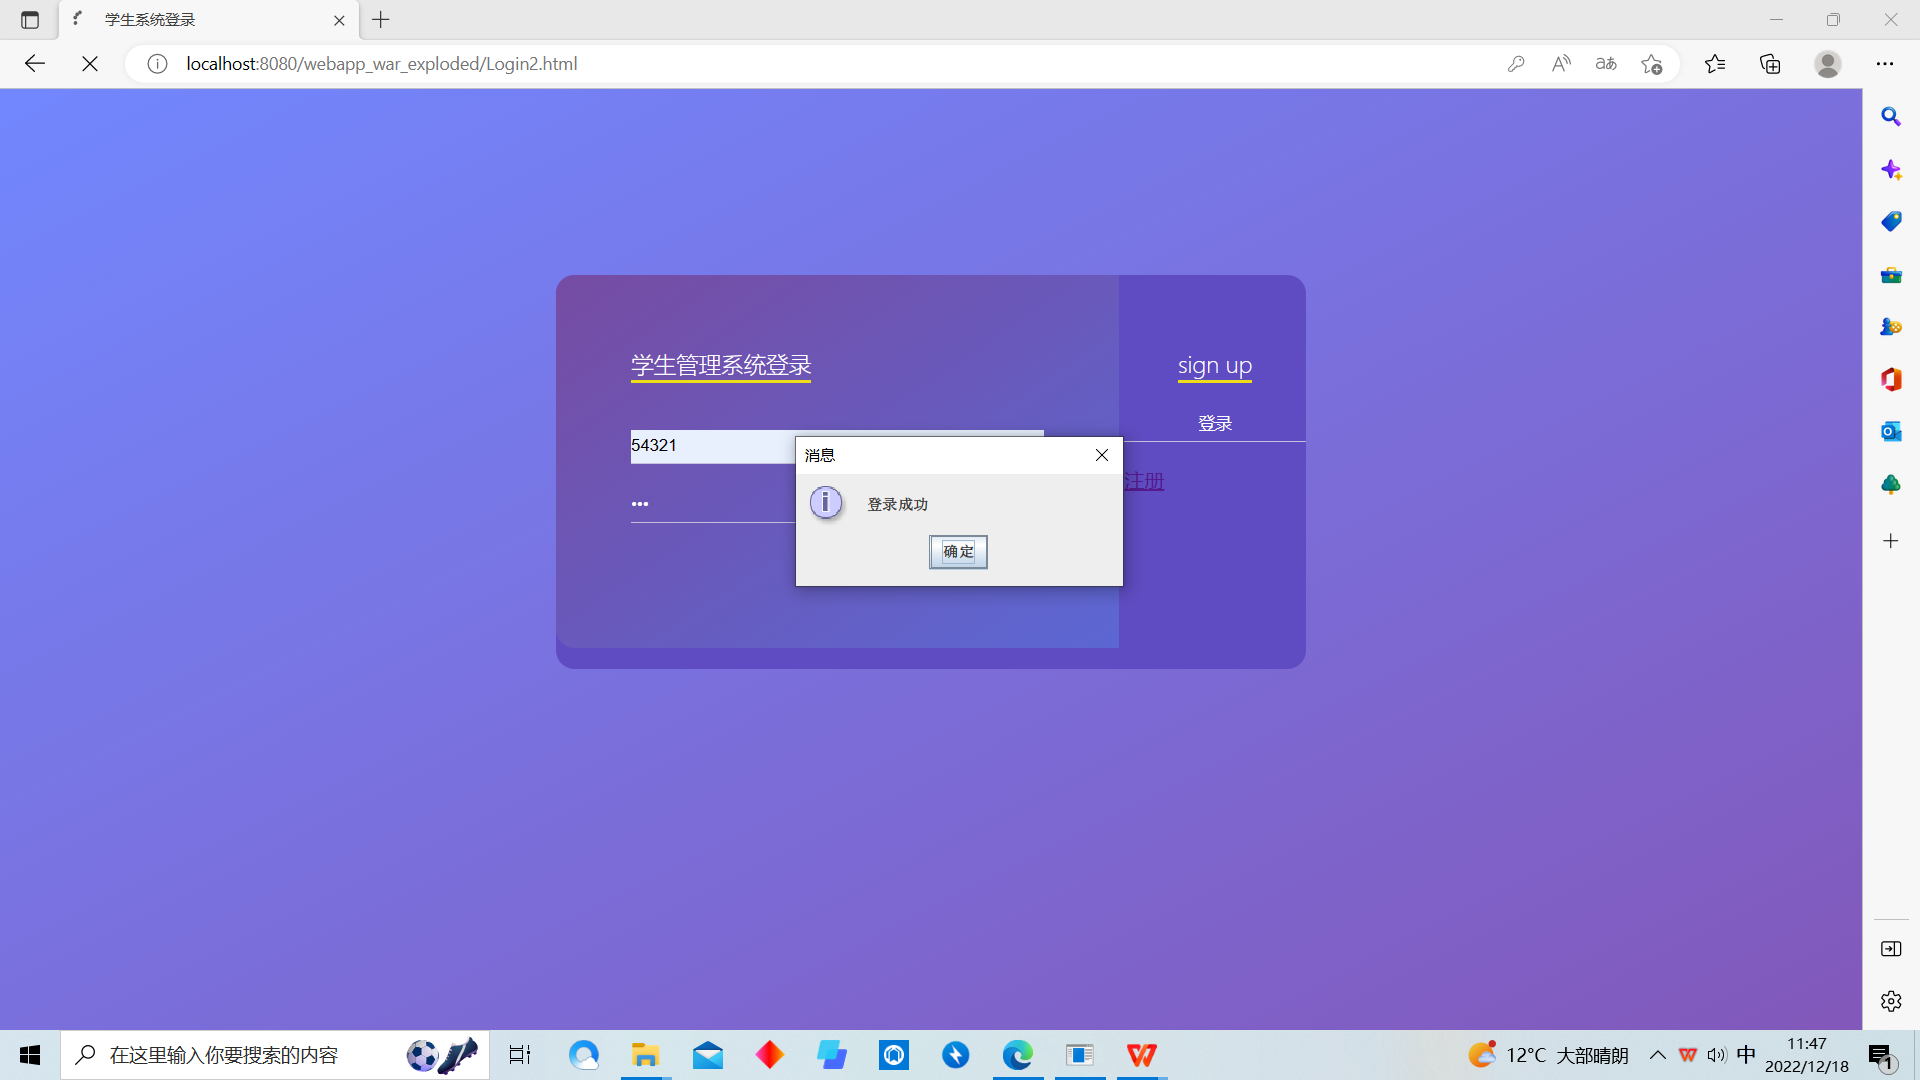 学生系统登录
localhost:8080/webapp_war_exploded/Login2.html
学生管理系统登录
sign up
登录
54321
注册
•••
消息
登录成功
确定
在这里输入你要搜索的内容
12°C 大部晴朗
中
11:47
2022/12/18
1